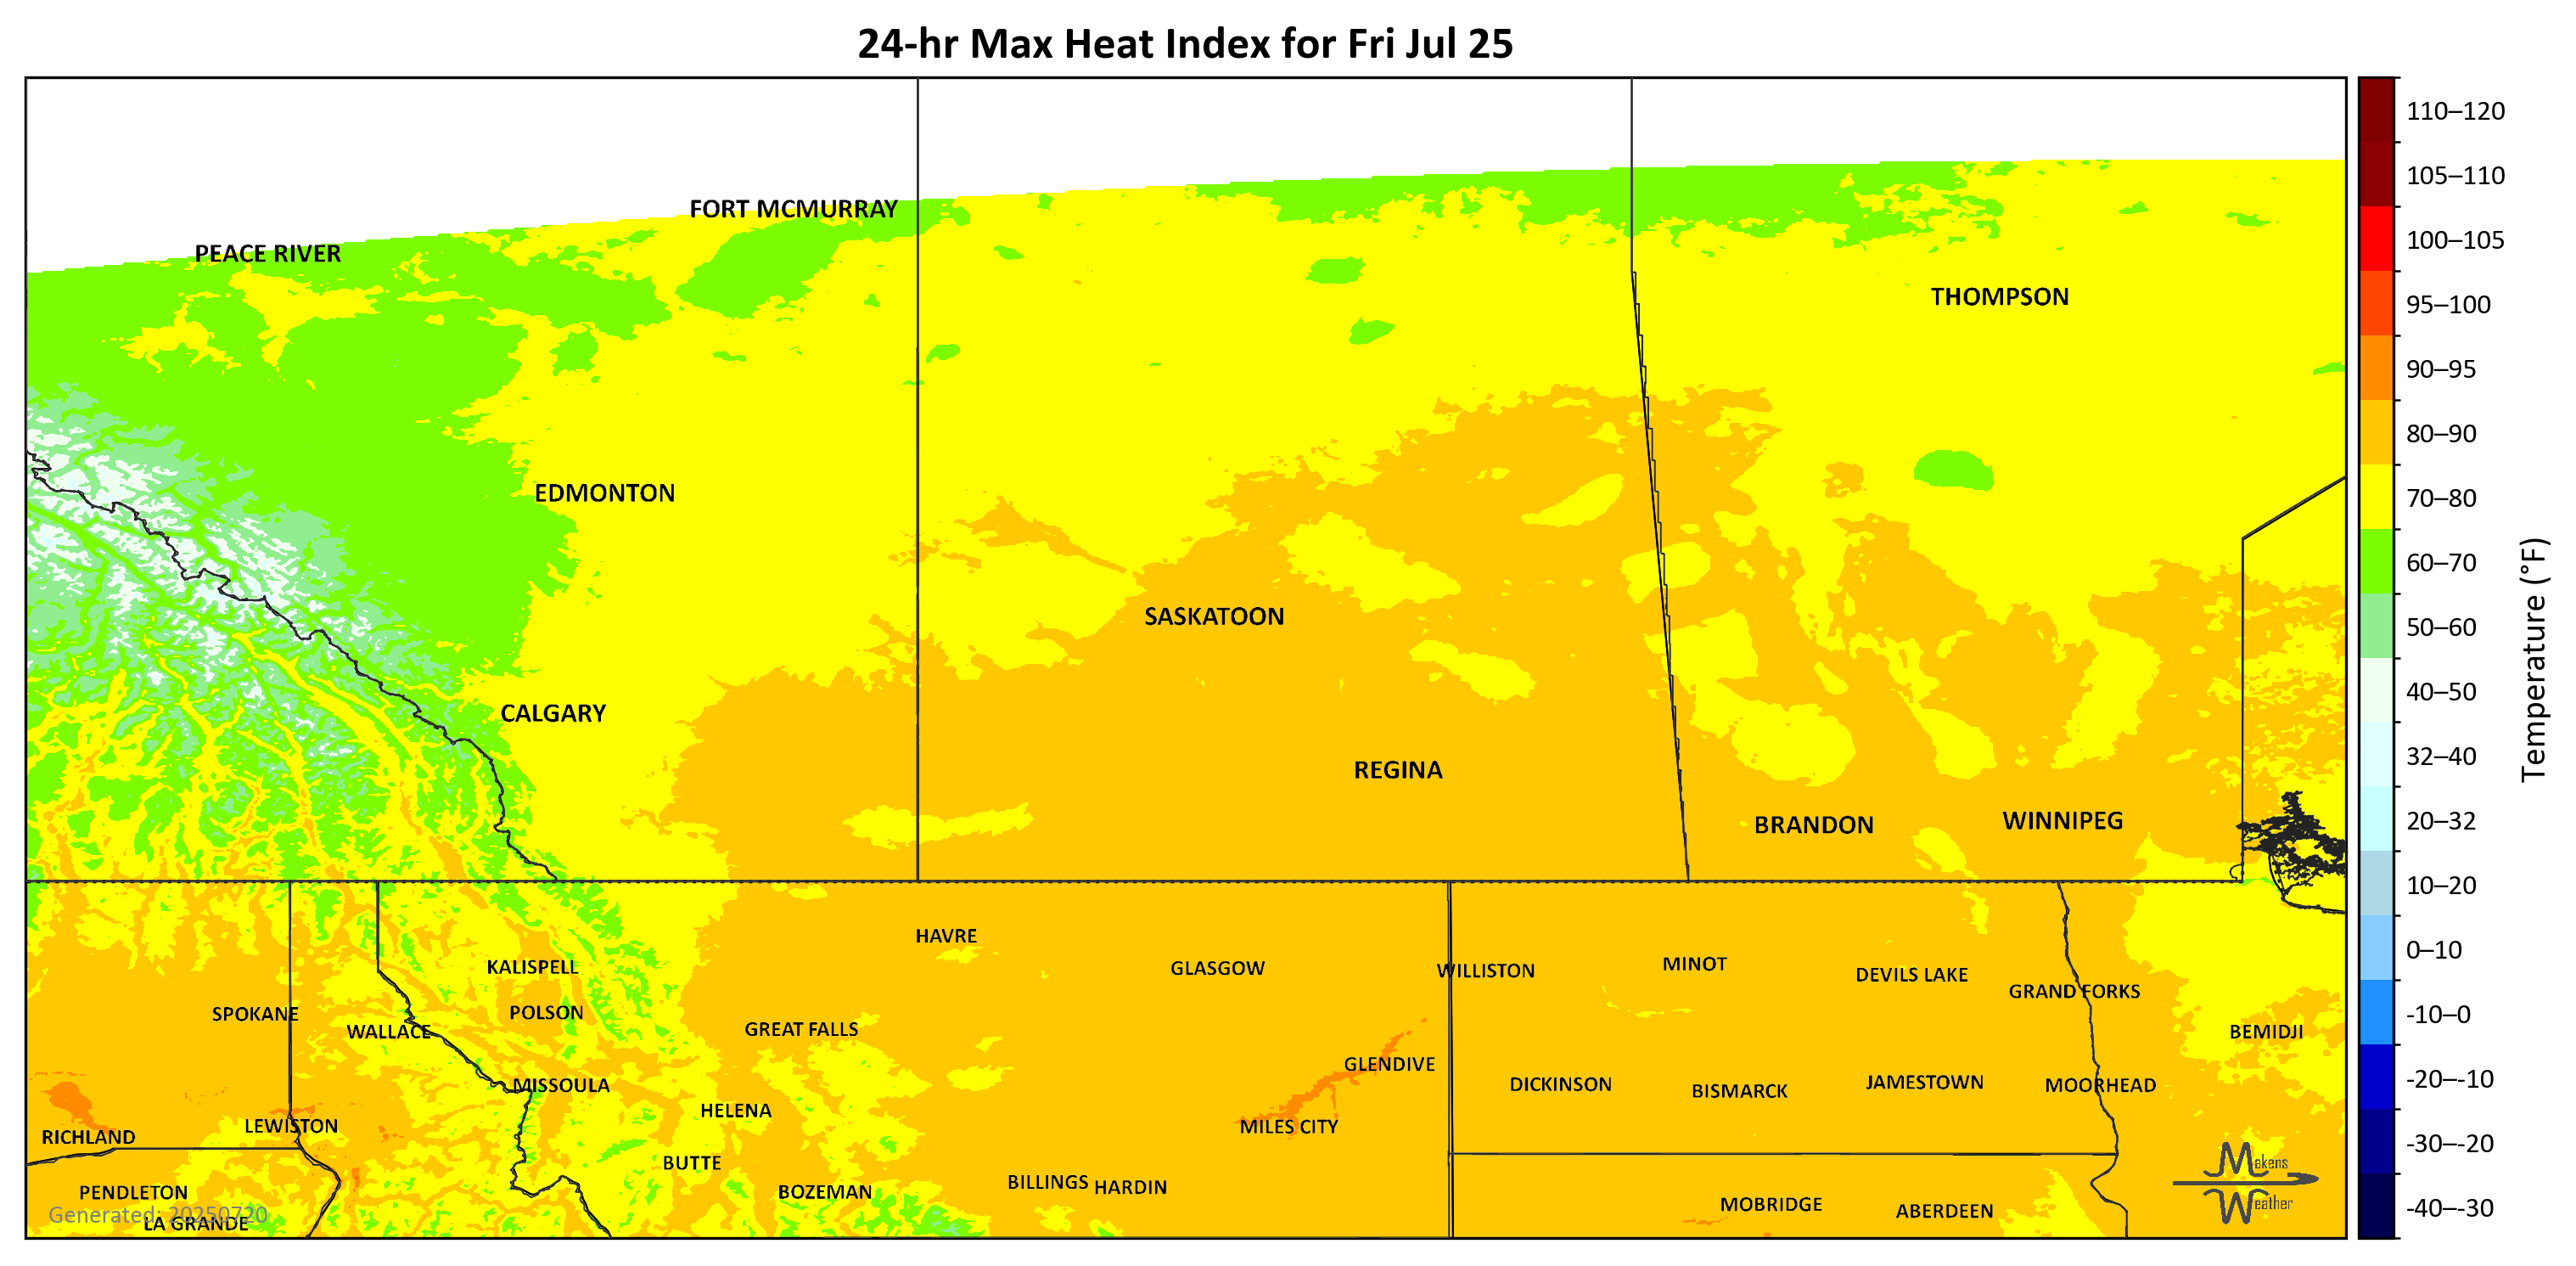 24-hr Max Heat Index for Fri Jul 25
110–120
105–110
FORT MCMURRAY
100–105
PEACE RIVER
THOMPSON
95–100
90–95
80–90
EDMONTON
70–80
60–70
SASKATOON
50–60
40–50
CALGARY
32–40
REGINA
BRANDON
WINNIPEG
20–32
10–20
Temperature (°F)
HAVRE
0–10
KALISPELL
GLASGOW
WILLISTON
MINOT
DEVILS LAKE
GRAND FORKS
-10–0
SPOKANE
POLSON
WALLACE
GREAT FALLS
BEMIDJI
GLENDIVE
-20–-10
MISSOULA
DICKINSON
BISMARCK
JAMESTOWN
MOORHEAD
HELENA
RICHLAND
LEWISTON
MILES CITY
-30–-20
BUTTE
BILLINGS
HARDIN
Makens
Weather
PENDLETON
BOZEMAN
MOBRIDGE
ABERDEEN
-40–-30
Generated: 20250720
LA GRANDE